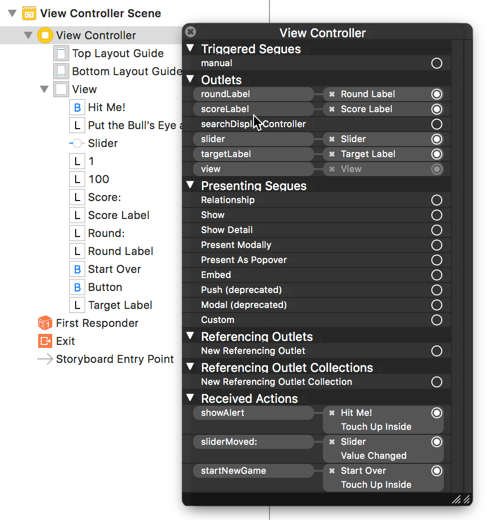 View Controller Scene
View Controller
Top Layout Guide
Bottom Layout Guide
View
B Hit Me!
L Put the Bull's Eye
Slider
L 1
L 100
L Score:
L Score Label
L Round:
L Round Label
B Start Over
B Button
L Target Label
First Responder
Exit
Storyboard Entry Point
View Controller
Triggered Segues
manual
Outlets
roundLabel Round Label
scoreLabel Score Label
searchDisplayController
slider Slider
targetLabel Target Label
view View
Presenting Segues
Relationship
Show
Show Detail
Present Modally
Present As Popover
Embed
Push (deprecated)
Modal (deprecated)
Custom
Referencing Outlets
New Referencing Outlet
Referencing Outlet Collections
New Referencing Outlet Collection
Received Actions
showAlert Hit Me!
Touch Up Inside
sliderMoved: Slider
Value Changed
startNewGame Start Over
Touch Up Inside